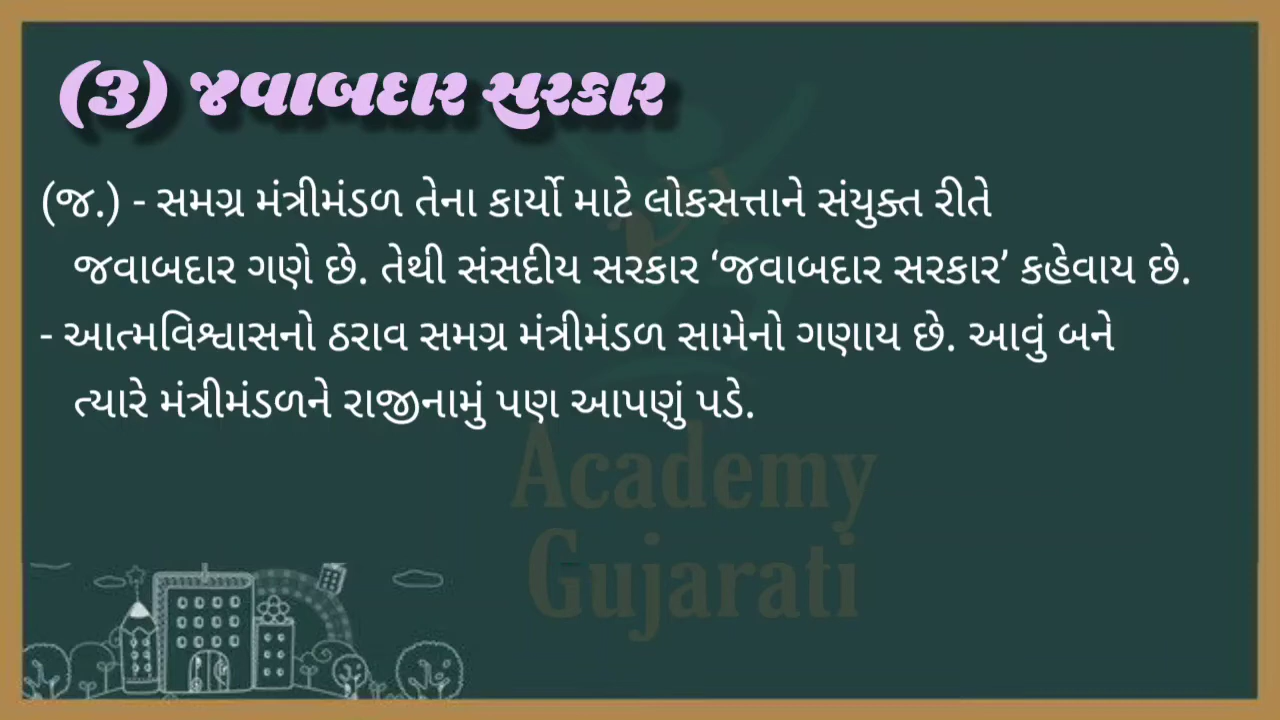 (૩) જવાબદાર સરકાર
(જ.) - સમગ્ર મંત્રીમંડળ તેના કાર્યો માટે લોકસત્તાને સંયુક્ત રીતે
જવાબદાર ગણે છે. તેથી સંસદીય સરકાર ‘જવાબદાર સરકાર’ કહેવાય છે.
- આત્મવિશ્વાસનો ઠરાવ સમગ્ર મંત્રીમંડળ સામેનો ગણાય છે. આવું બને
ત્યારે મંત્રીમંડળને રાજીનામું પણ આપણું પડે.
Academy
Gujarati